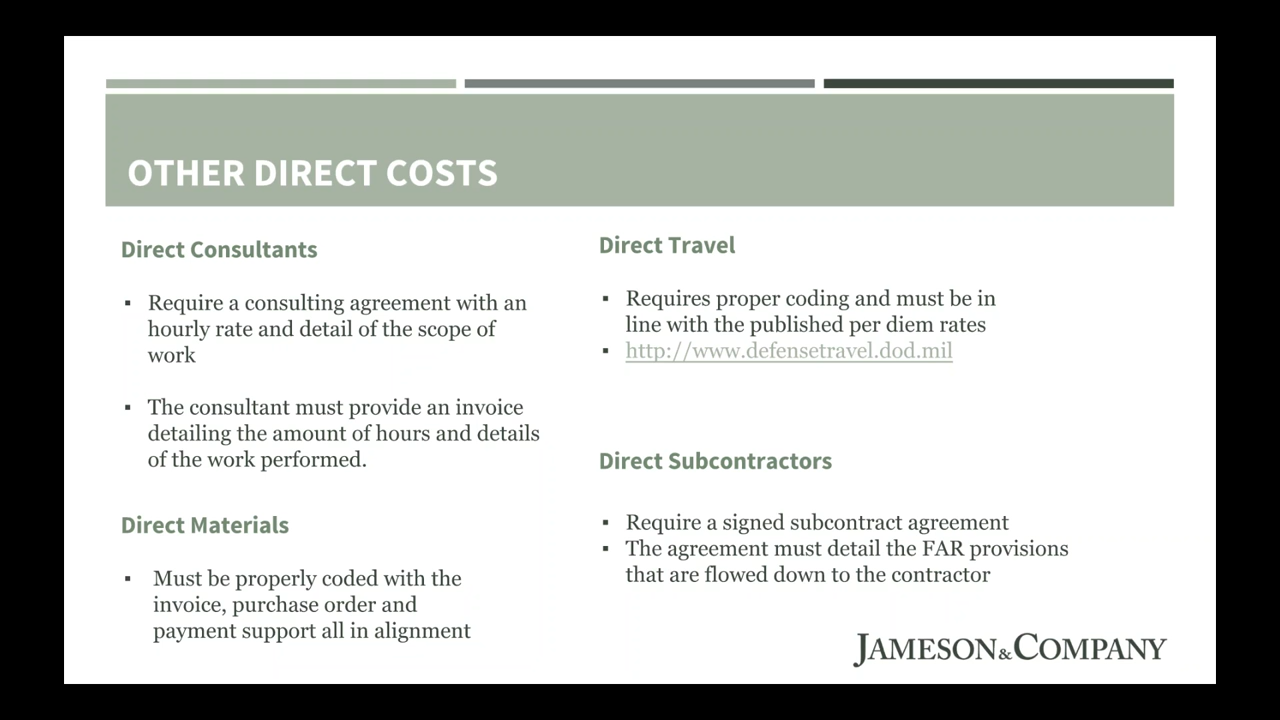 OTHER DIRECT COSTS
Direct Consultants
▪ Require a consulting agreement with an
hourly rate and detail of the scope of
work
▪ The consultant must provide an invoice
detailing the amount of hours and details
of the work performed.
Direct Materials
▪ Must be properly coded with the
invoice, purchase order and
payment support all in alignment
Direct Travel
▪ Requires proper coding and must be in
line with the published per diem rates
▪ http://www.defensetravel.dod.mil
Direct Subcontractors
▪ Require a signed subcontract agreement
▪ The agreement must detail the FAR provisions
that are flowed down to the contractor
JAMESON&COMPANY